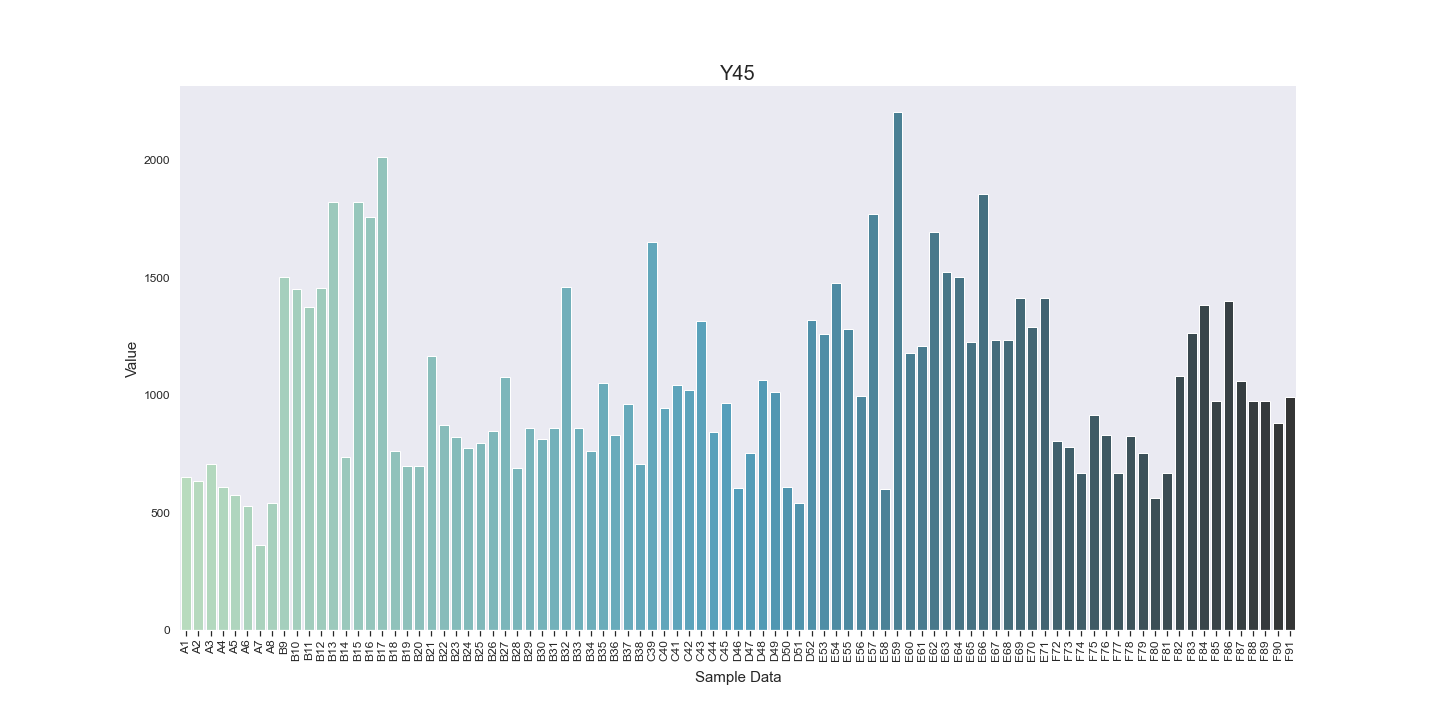 Y45
Value
2000
1500
1000
500
0
A1 A2 A3 A4 A5 A6 A7 A8 B9 B10 B11 B12 B13 B14 B15 B16 B17 B18 B19 B20 B21 B22 B23 B24 B25 B26 B27 B28 B29 B30 B31 B32 B33 B34 B35 B36 B37 B38 C39 C40 C41 C42 C43 C44 C45 D46 D47 D48 D49 D50 D51 D52 E53 E54 E55 E56 E57 E58 E59 E60 E61 E62 E63 E64 E65 E66 E67 E68 E69 E70 E71 F72 F73 F74 F75 F76 F77 F78 F79 F80 F81 F82 F83 F84 F85 F86 F87 F88 F89 F90 F91
Sample Data